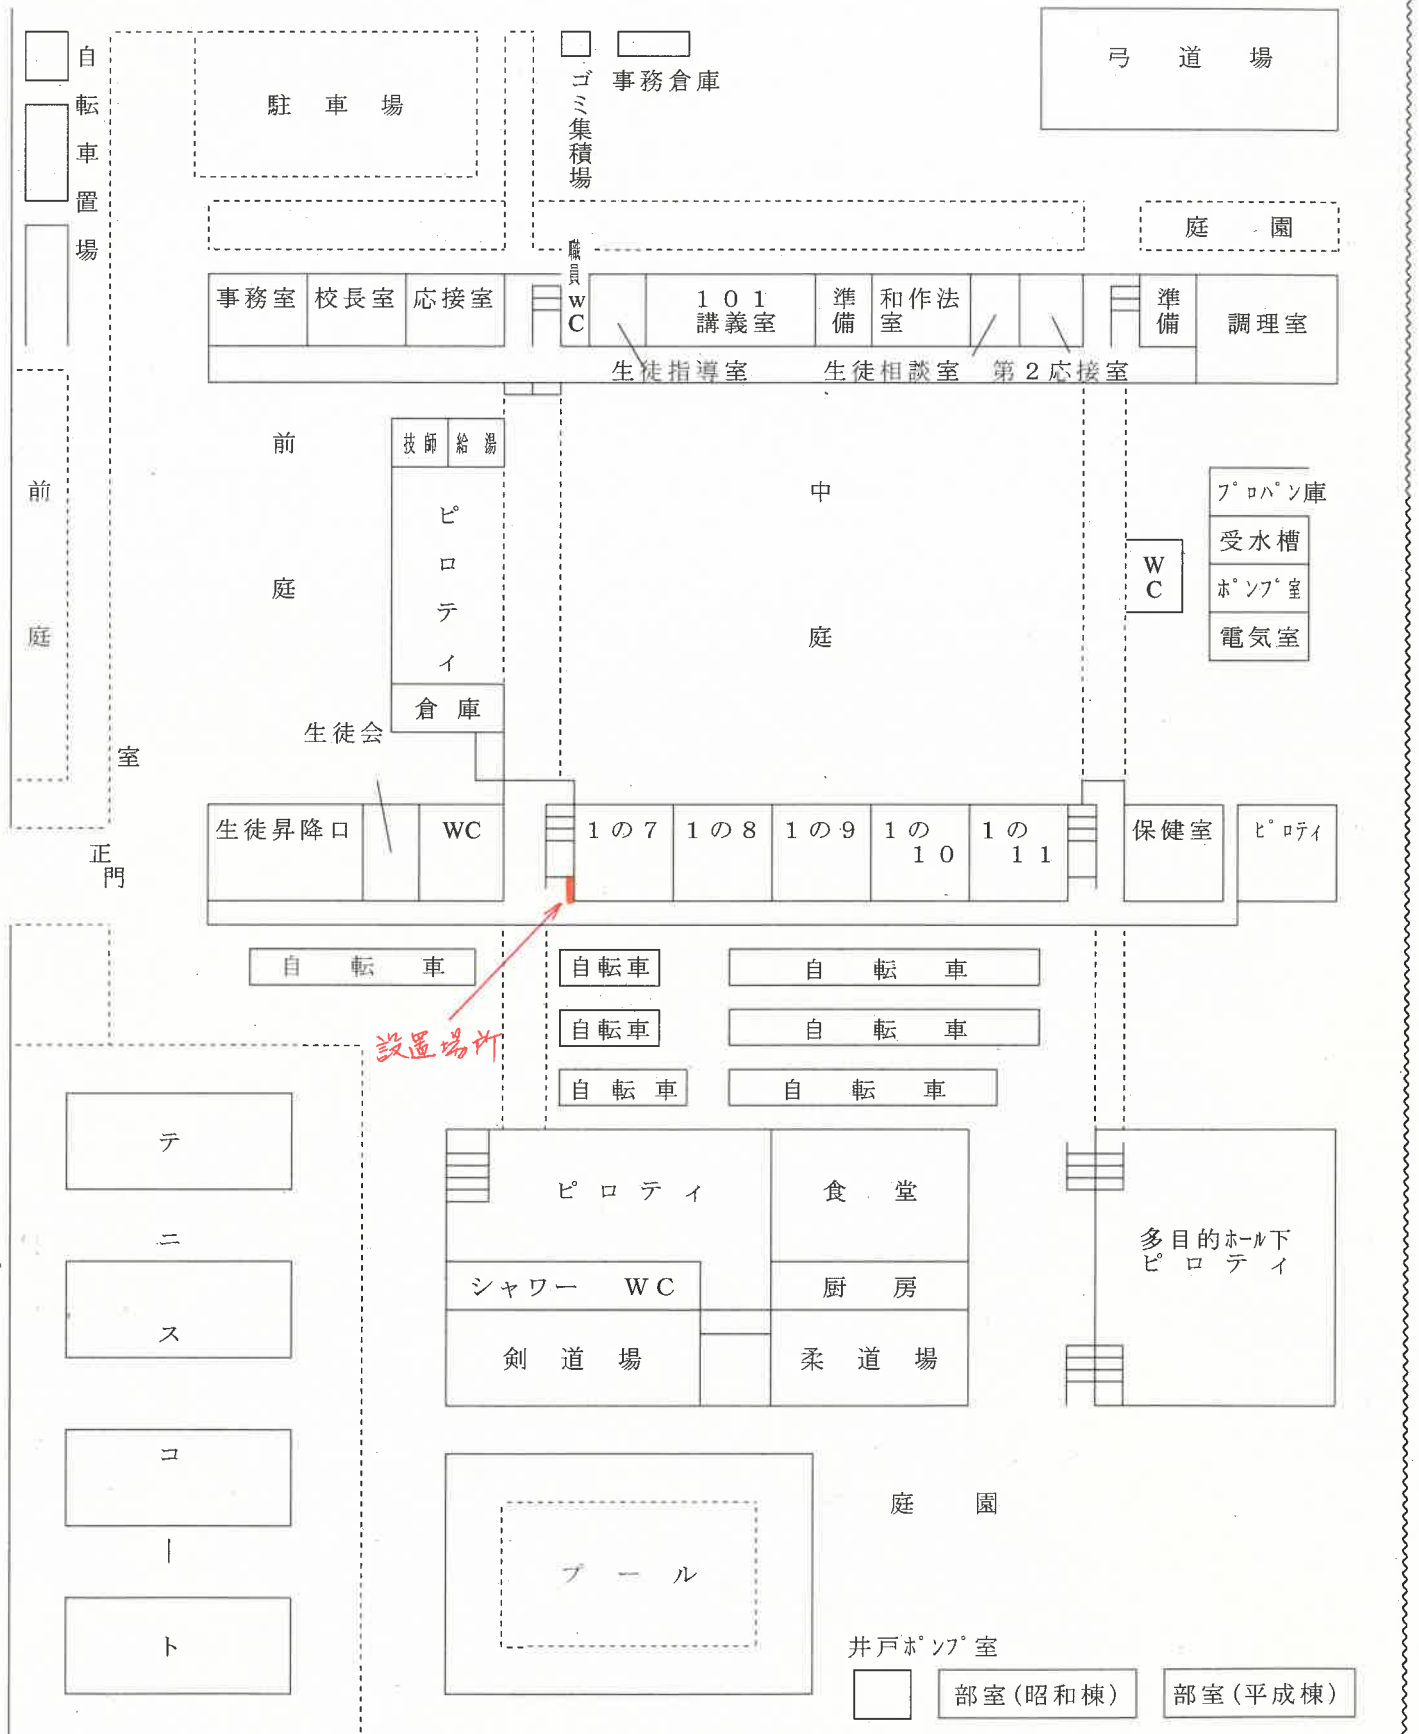 自転車置場
駐　車　場
ゴミ集積場
事務倉庫
弓　道　場
庭　園
事務室
校長室
応接室
職員WC
１０１
講義室
準備
和作法
室
準備
調理室
生徒指導室
生徒相談室
第２応接室
前庭
前庭
技師
給湯
ピロティ
倉庫
中庭
WC
プロパン庫
受水槽
ポンプ室
電気室
生徒会
室
生徒昇降口
WC
１の７
１の８
１の９
１の
１０
１の
１１
保健室
ピロティ
正門
自　転　車
自転車
自　転　車
自転車
自　転　車
設置場所
自 転 車
自　転　車
テニスコート
ピロティ
食　堂
多目的ホール下
ピロティ
シャワー　WC
厨　房
剣　道　場
柔　道　場
庭　園
プール
井戸ポンプ室
部室(昭和棟)
部室(平成棟)